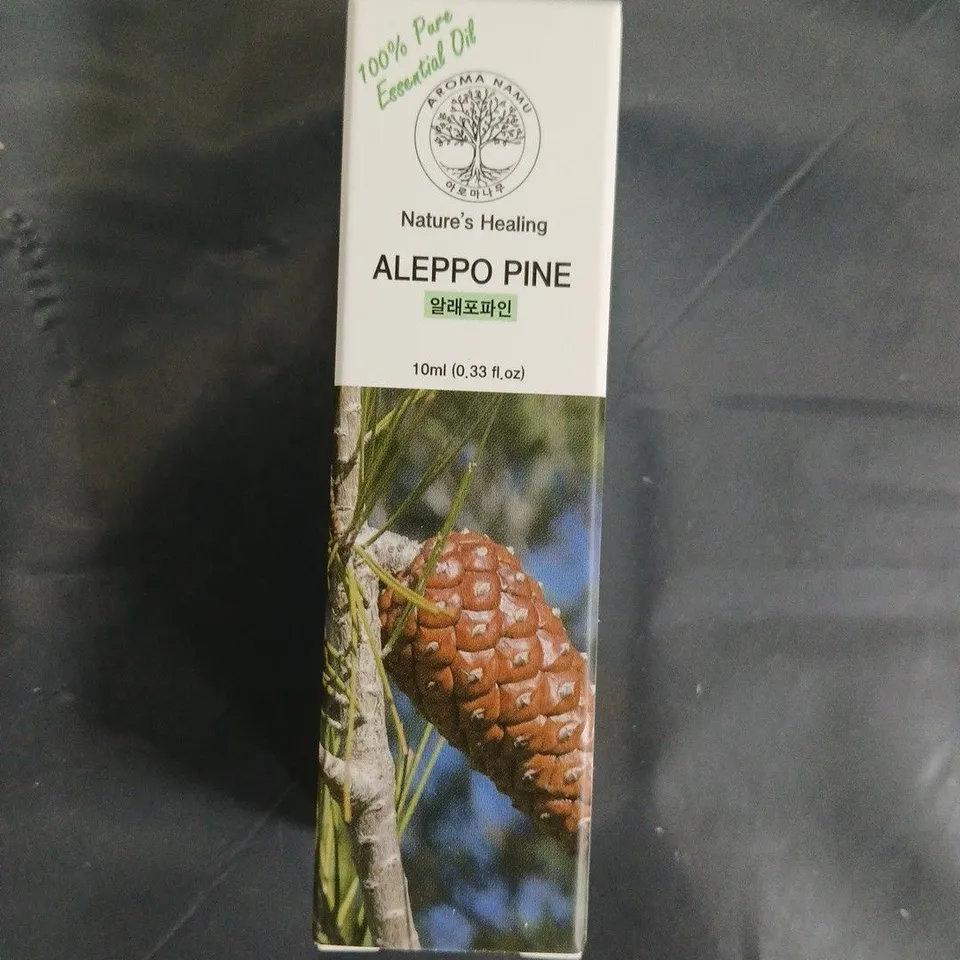 100% Pure
Essential Oil
AROMA NAMU
아로마나무
Nature's Healing
ALEPPO PINE
알래포파인
10ml (0.33 fl.oz)